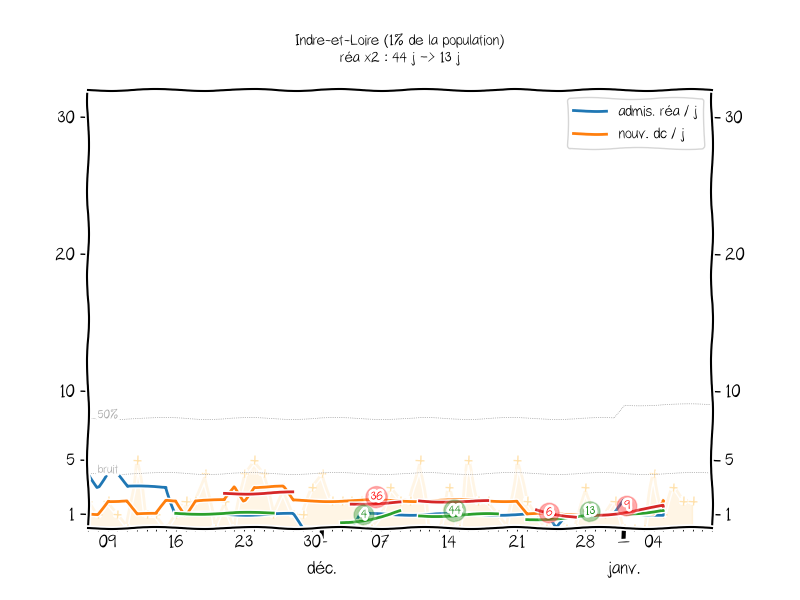 Indre-et-Loire (1% de la population)
réa x2 : 44 j -> 13 j
admis. réa / j
nouv. dc / j
30 30
20 20
10 10
50%
5 5
bruit
36 9
4 44 6 13
1 1
09 16 23 30 07 14 21 28 04
déc. janv.